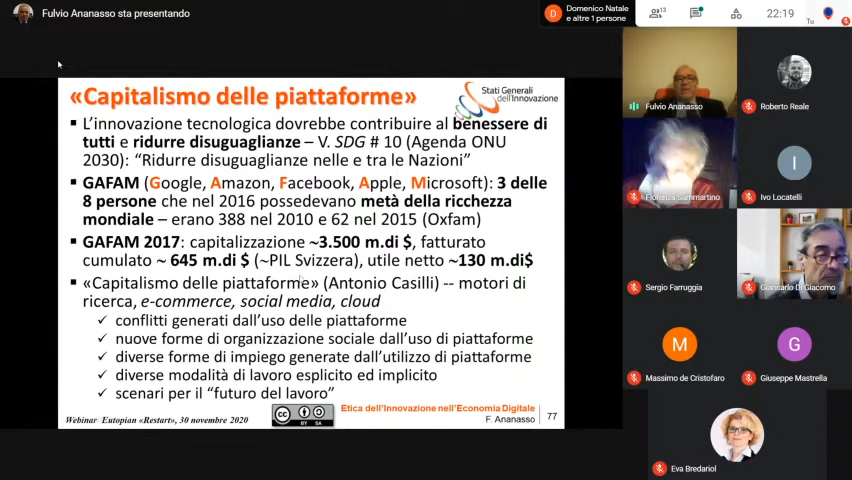 Fulvio Ananasso sta presentando
D
Domenico Natale
e altre 1 persone
13
22:19
Tu
«Capitalismo delle piattaforme»
Stati Generali
dell'Innovazione
▪ L'innovazione tecnologica dovrebbe contribuire al benessere di
tutti e ridurre disuguaglianze – V. SDG # 10 (Agenda ONU
2030): "Ridurre disuguaglianze nelle e tra le Nazioni"
▪ GAFAM (Google, Amazon, Facebook, Apple, Microsoft): 3 delle
8 persone che nel 2016 possedevano metà della ricchezza
mondiale – erano 388 nel 2010 e 62 nel 2015 (Oxfam)
▪ GAFAM 2017: capitalizzazione ~3.500 m.di $, fatturato
cumulato ~ 645 m.di $ (~PIL Svizzera), utile netto ~130 m.di$
▪ «Capitalismo delle piattaforme» (Antonio Casilli) -- motori di
ricerca, e-commerce, social media, cloud
✓ conflitti generati dall'uso delle piattaforme
✓ nuove forme di organizzazione sociale dall'uso di piattaforme
✓ diverse forme di impiego generate dall'utilizzo di piattaforme
✓ diverse modalità di lavoro esplicito ed implicito
✓ scenari per il "futuro del lavoro"
Webinar Eutopian «Restart», 30 novembre 2020
cc BY SA
Etica dell'Innovazione nell'Economia Digitale
F. Ananasso
77
Fulvio Ananasso
Roberto Reale
Fiorenza Sammartino
I
Ivo Locatelli
Sergio Farruggia
Giancarlo Di Giacomo
M
Massimo de Cristofaro
G
Giuseppe Mastrella
Eva Bredariol